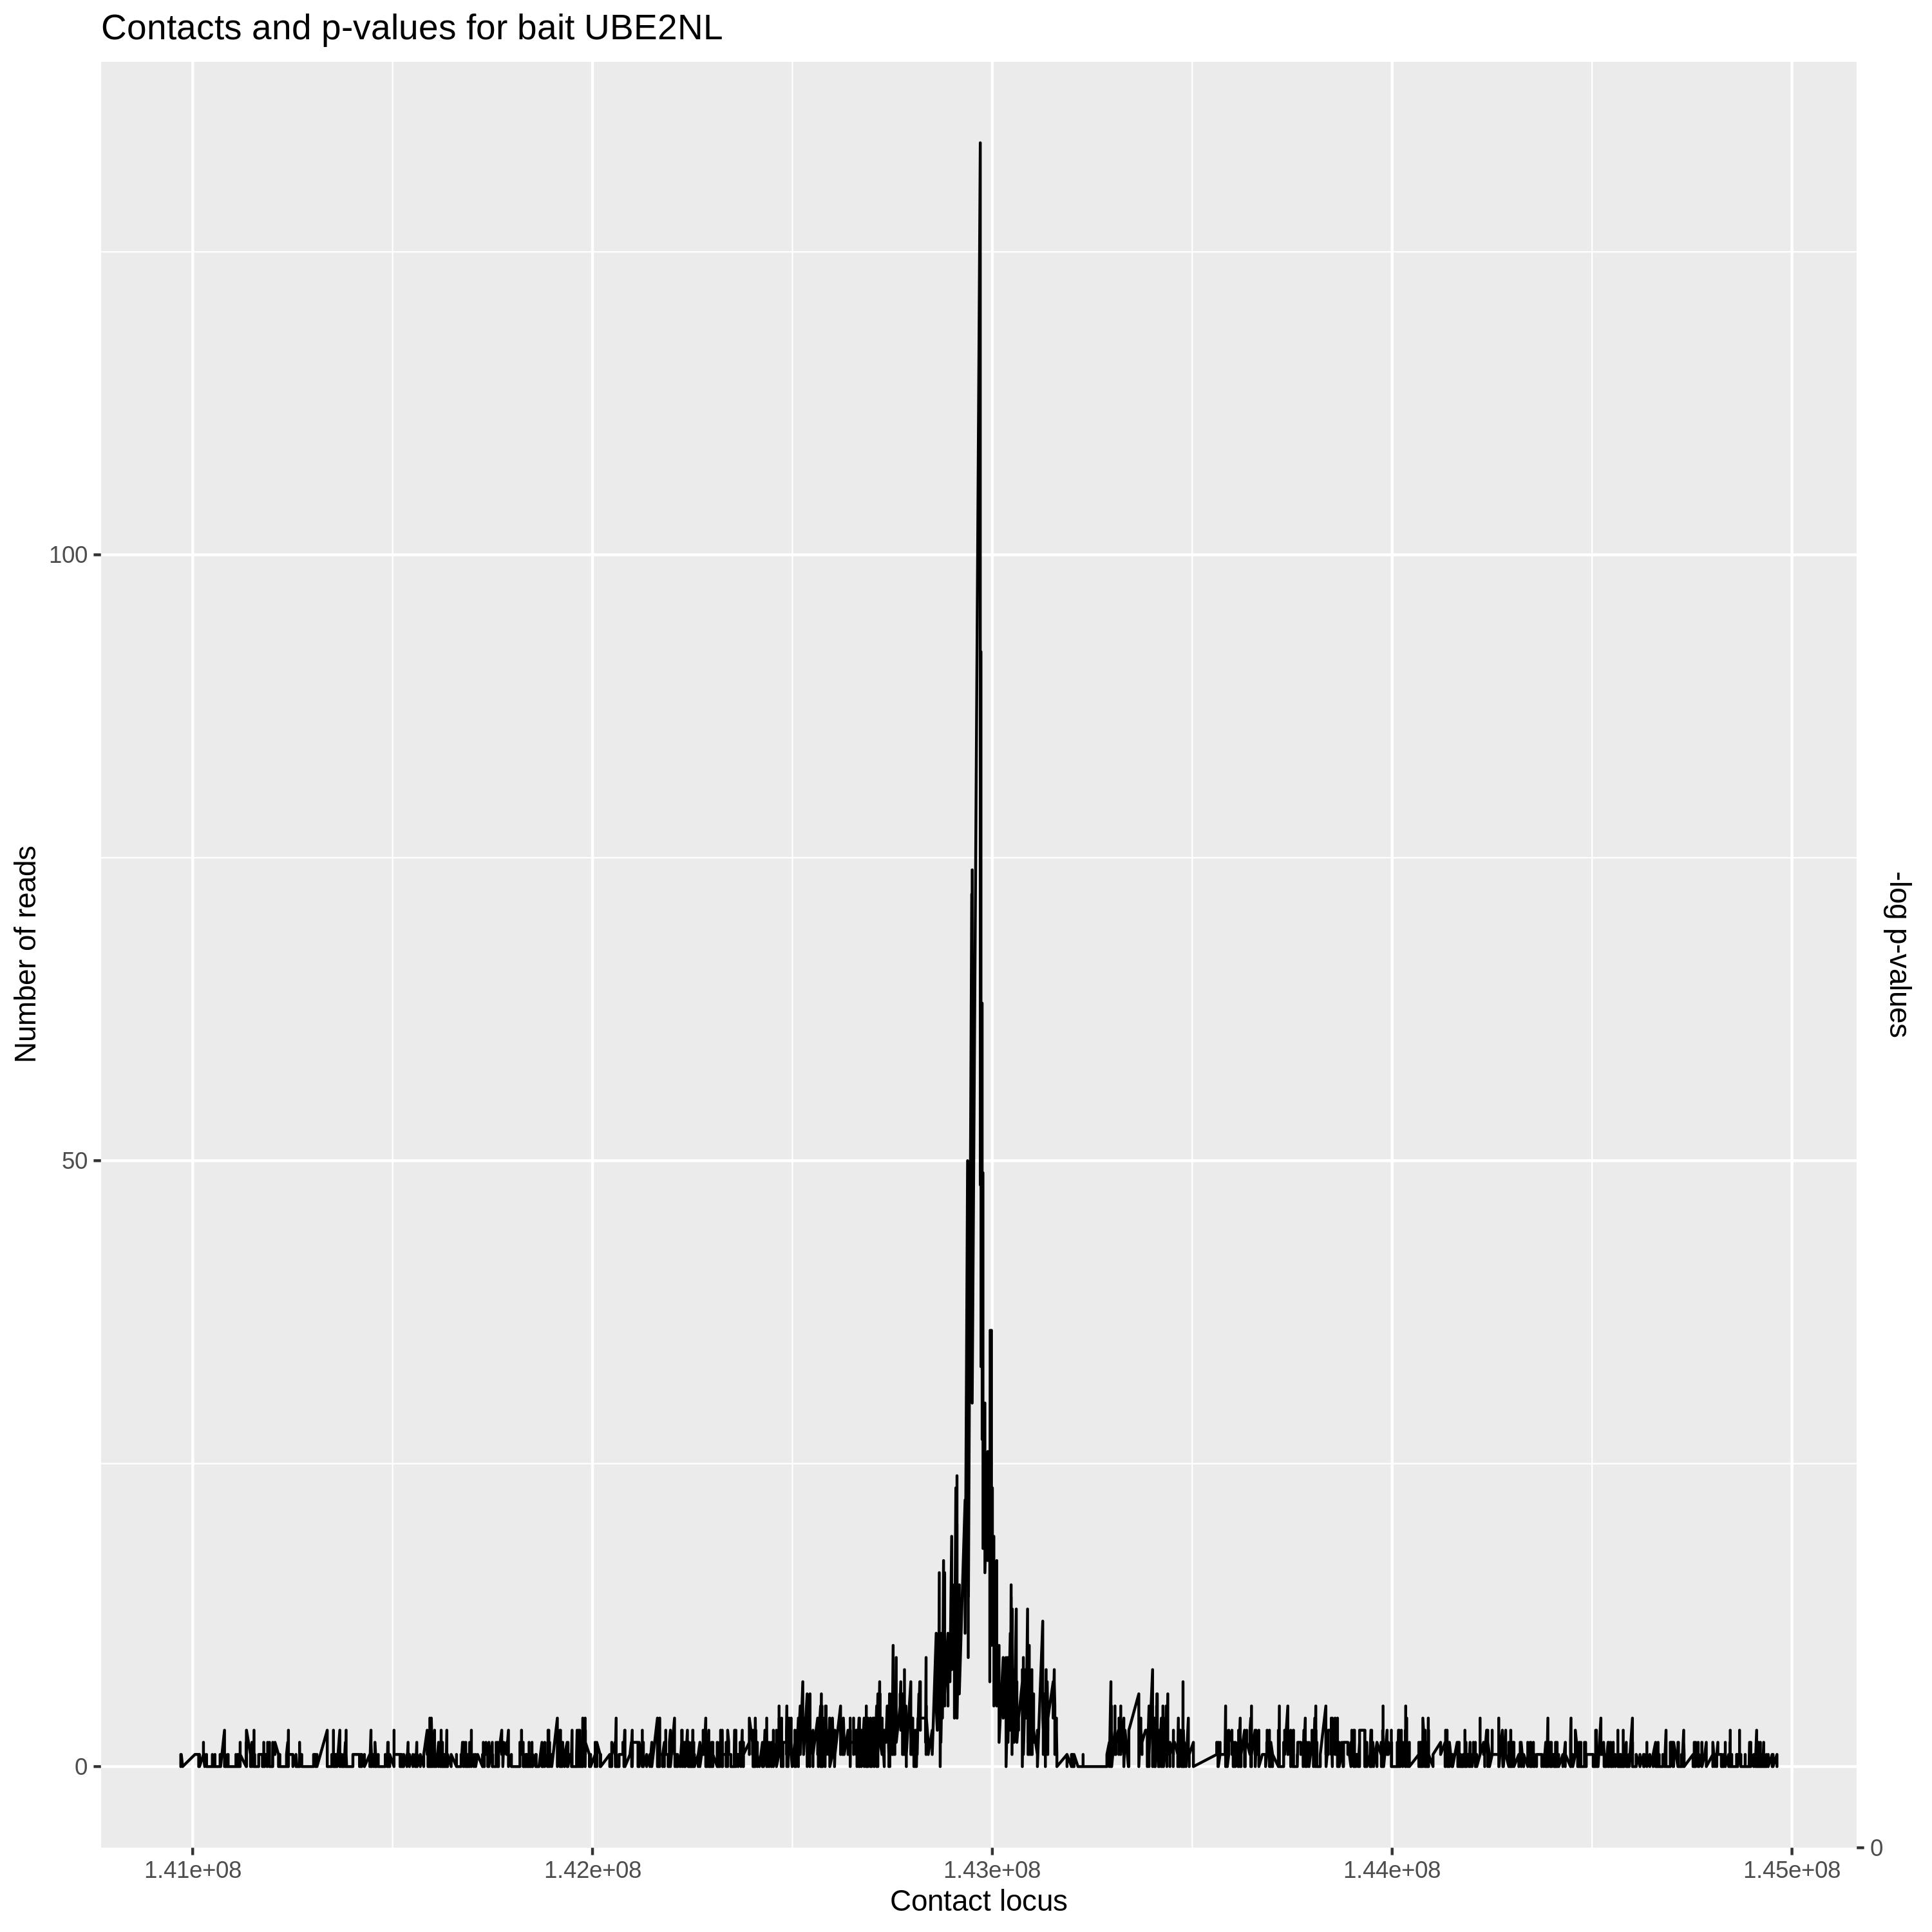 Contacts and p-values for bait UBE2NL
Number of reads
100
50
0
-log p-values
0
1.41e+08
1.42e+08
1.43e+08
1.44e+08
1.45e+08
Contact locus